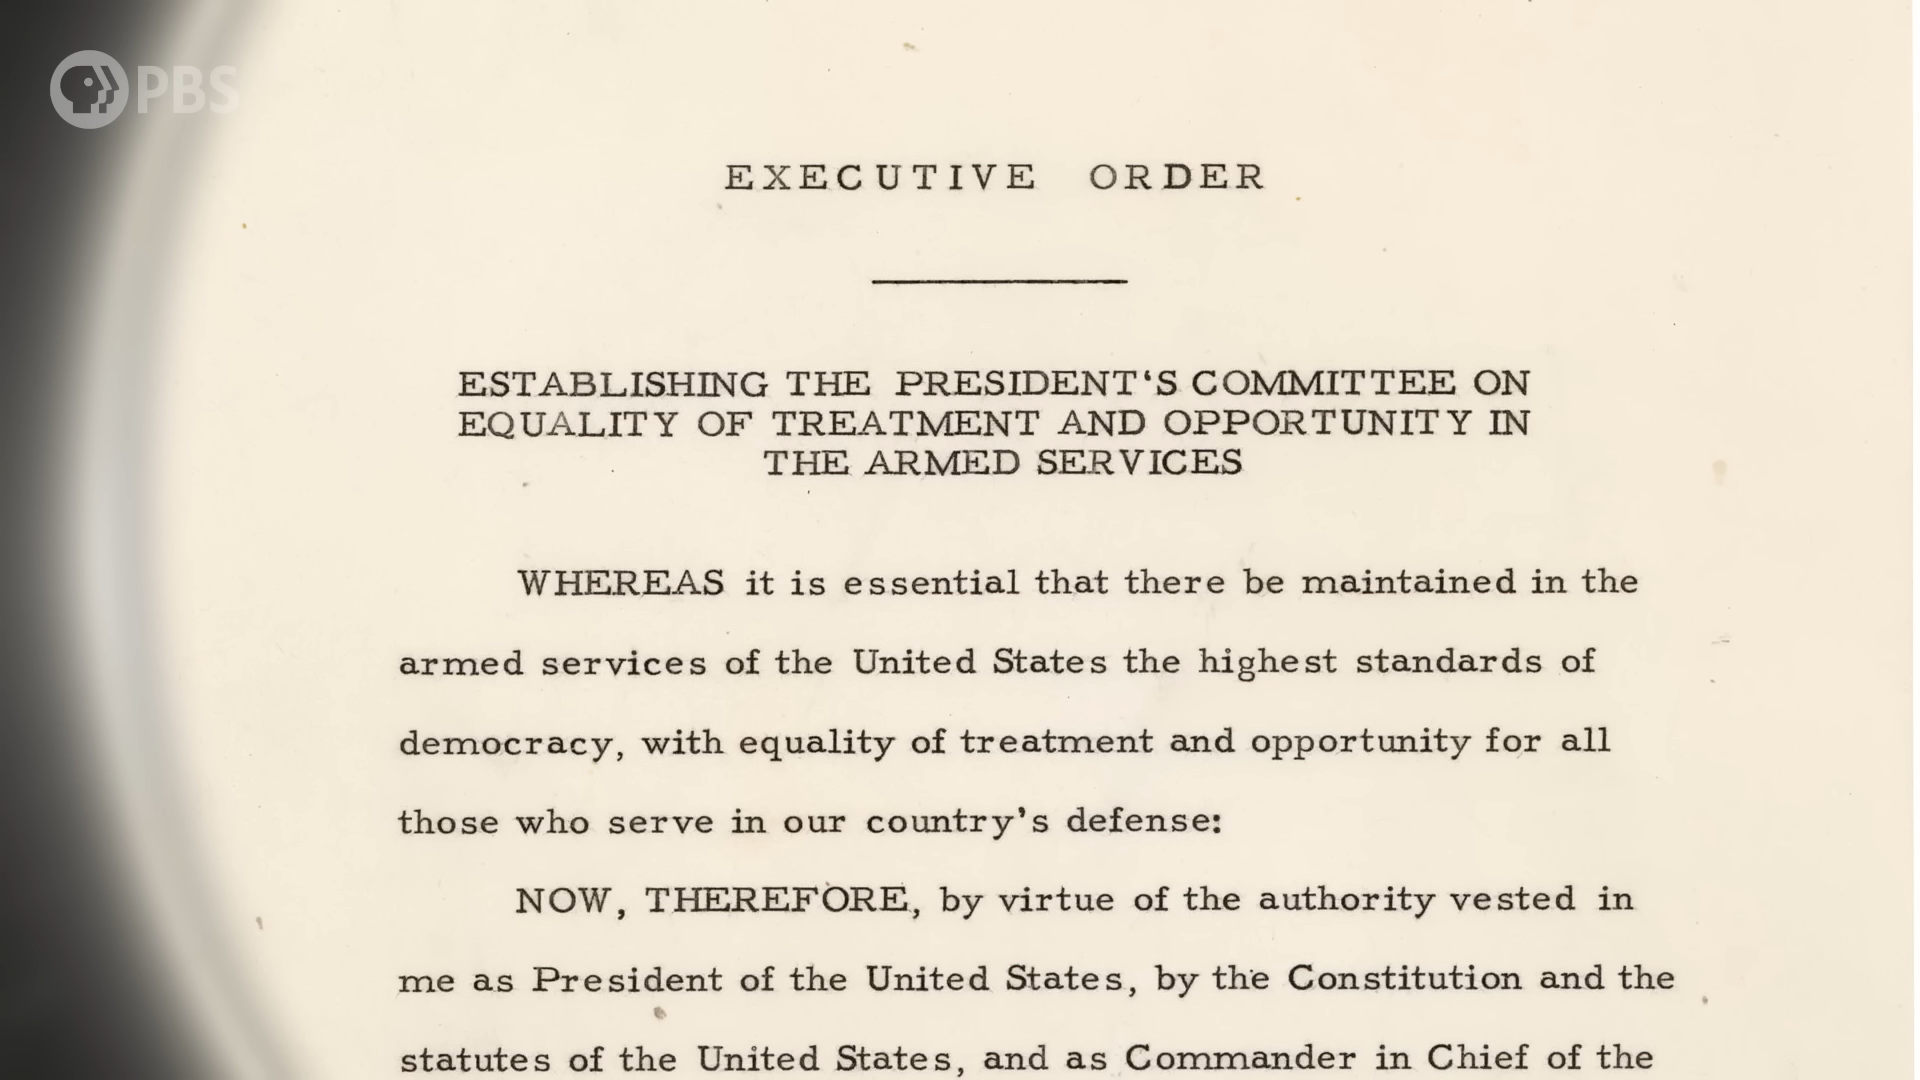 PBS
EXECUTIVE ORDER
ESTABLISHING THE PRESIDENT'S COMMITTEE ON
EQUALITY OF TREATMENT AND OPPORTUNITY IN
THE ARMED SERVICES
WHEREAS it is essential that there be maintained in the
armed services of the United States the highest standards of
democracy, with equality of treatment and opportunity for all
those who serve in our country's defense:
NOW, THEREFORE, by virtue of the authority vested in
me as President of the United States, by the Constitution and the
statutes of the United States, and as Commander in Chief of the